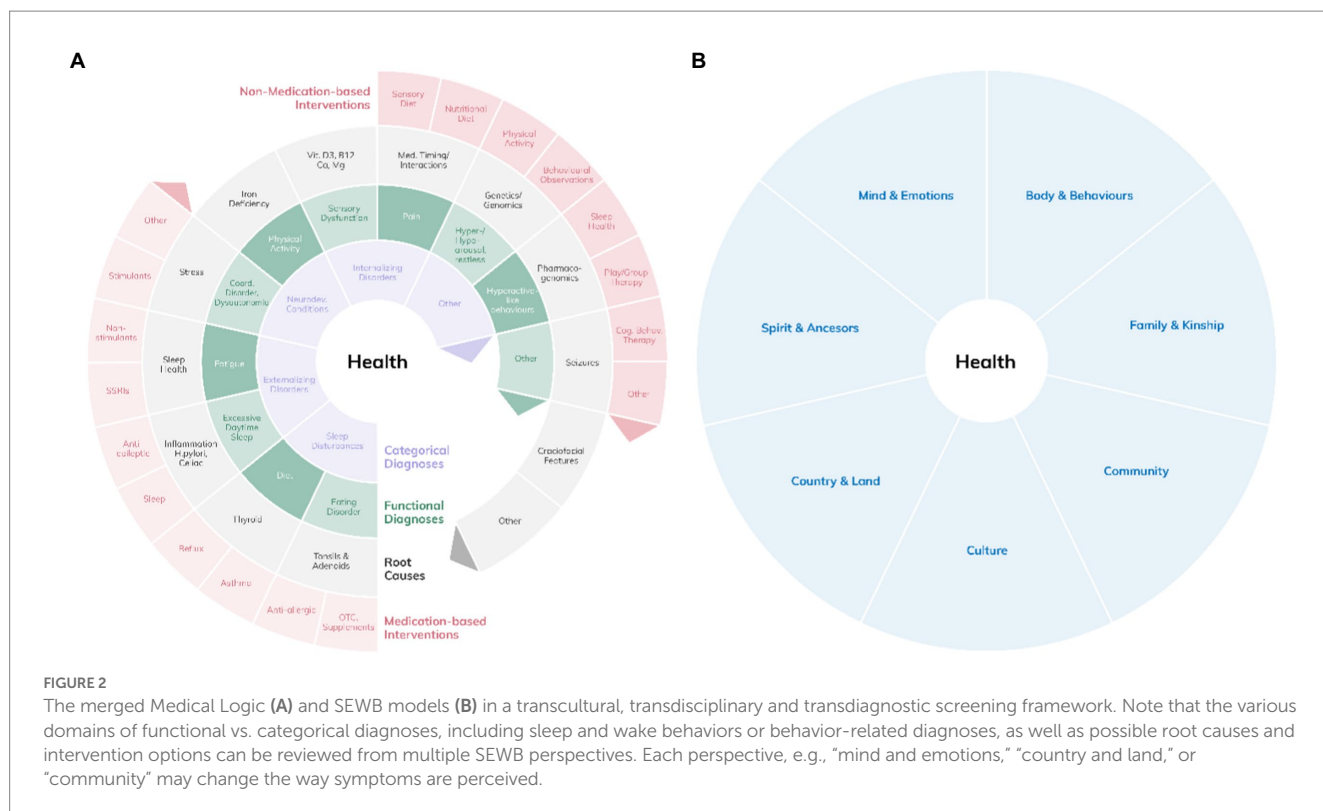 A
Non-Medication-based
Interventions
Sensory
Diet
Nutritional
Diet
Physical
Activity
Behavioural
Observations
Sleep
Health
Play/Group
Therapy
Cog. Behav.
Therapy
Other
Vit. D3, B12
Ca, Mg
Med. Timing/
Interactions
Genetics/
Genomics
Pharmaco-
genomics
Seizures
Craciofacial
Features
Other
Iron
Deficiency
Stress
Sleep
Health
Inflammation
H.pylori,
Celiac
Thyroid
Tonsils &
Adenoids
Sensory
Dysfunction
Pain
Hyper-/
Hypo-
arousal,
restless
Hyperactive-
like
behaviours
Other
Physical
Activity
Coord.
Disorder,
Dysautonomia
Fatigue
Excessive
Daytime
Sleep
Diet
Eating
Disorder
Internalizing
Disorders
Other
Neurodev.
Conditions
Externalizing
Disorders
Sleep
Disturbances
Health
Other
Stimulants
Non-
stimulants
SSRIs
Anti
epileptic
Sleep
Reflux
Asthma
Anti-allergic
OTC,
Supplements
Categorical
Diagnoses
Functional
Diagnoses
Root
Causes
Medication-based
Interventions
B
Mind & Emotions
Body & Behaviours
Spirit & Ancesors
Family & Kinship
Health
Country & Land
Community
Culture
FIGURE 2
The merged Medical Logic (A) and SEWB models (B) in a transcultural, transdisciplinary and transdiagnostic screening framework. Note that the various
domains of functional vs. categorical diagnoses, including sleep and wake behaviors or behavior-related diagnoses, as well as possible root causes and
intervention options can be reviewed from multiple SEWB perspectives. Each perspective, e.g., “mind and emotions,” “country and land,” or
“community” may change the way symptoms are perceived.